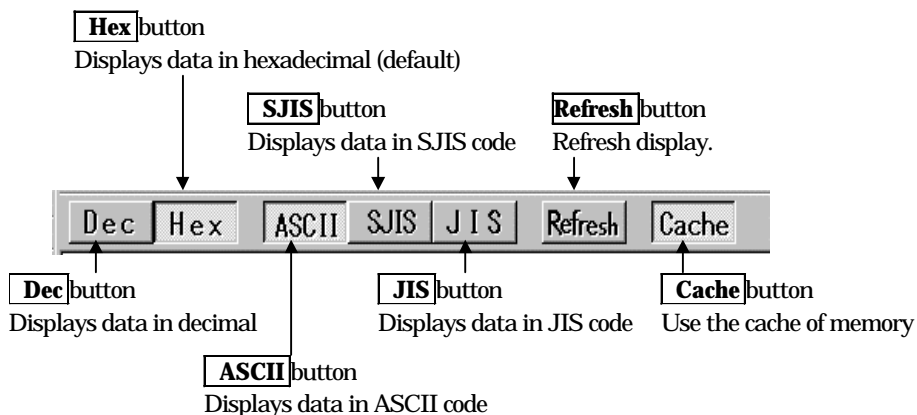 Hex button
Displays data in hexadecimal (default)
SJIS button
Displays data in SJIS code
Refresh button
Refresh display.
Dec Hex ASCII SJIS JIS Refresh Cache
Dec button
Displays data in decimal
JIS button
Displays data in JIS code
Cache button
Use the cache of memory
ASCII button
Displays data in ASCII code